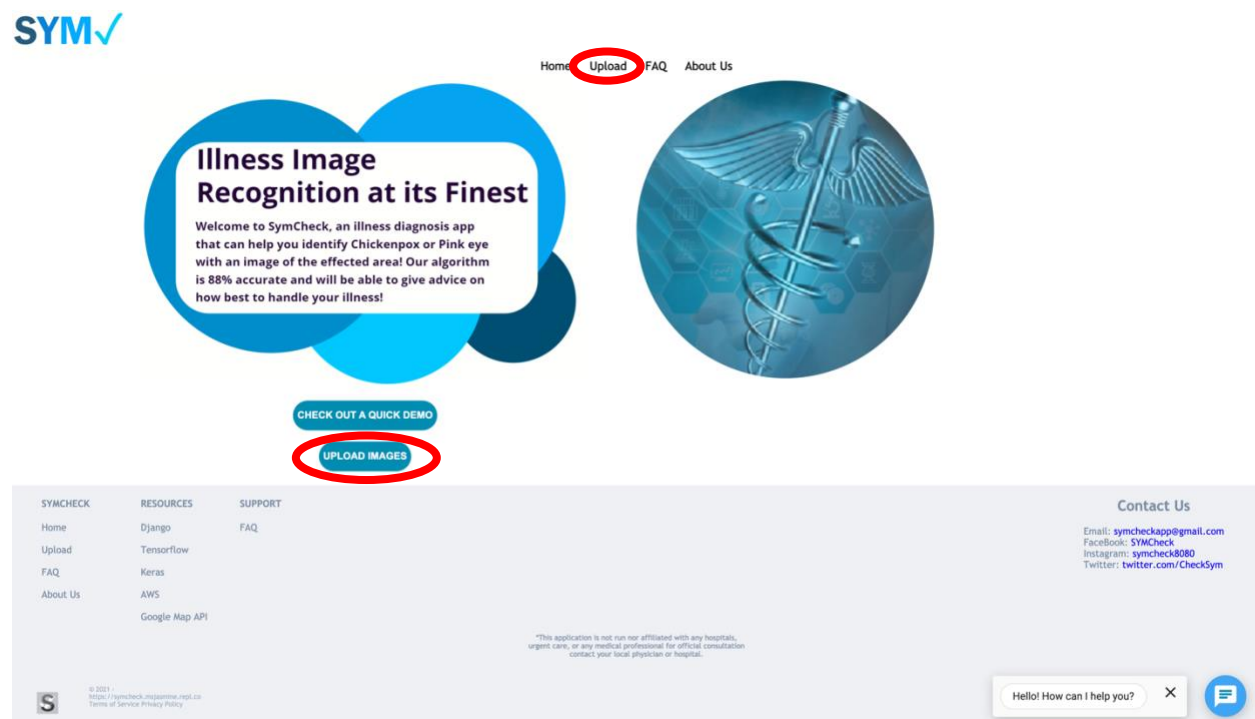 SYM✓
Home Upload FAQ About Us
Illness Image
Recognition at its Finest
Welcome to SymCheck, an illness diagnosis app
that can help you identify Chickenpox or Pink eye
with an image of the effected area! Our algorithm
is 88% accurate and will be able to give advice on
how best to handle your illness!
CHECK OUT A QUICK DEMO
UPLOAD IMAGES
SYMCHECK
Home
Upload
FAQ
About Us
RESOURCES
Django
Tensorflow
Keras
AWS
Google Map API
SUPPORT
FAQ
Contact Us
Email: symcheckapp@gmail.com
FaceBook: SYMCheck
Instagram: symcheck8080
Twitter: twitter.com/CheckSym
*This application is not run nor affiliated with any hospitals,
urgent care, or any medical professional for official consultation
contact your local physician or hospital.
S
© 2021 -
https://symcheck.msjasmine.repl.co
Terms of Service Privacy Policy
Hello! How can I help you?